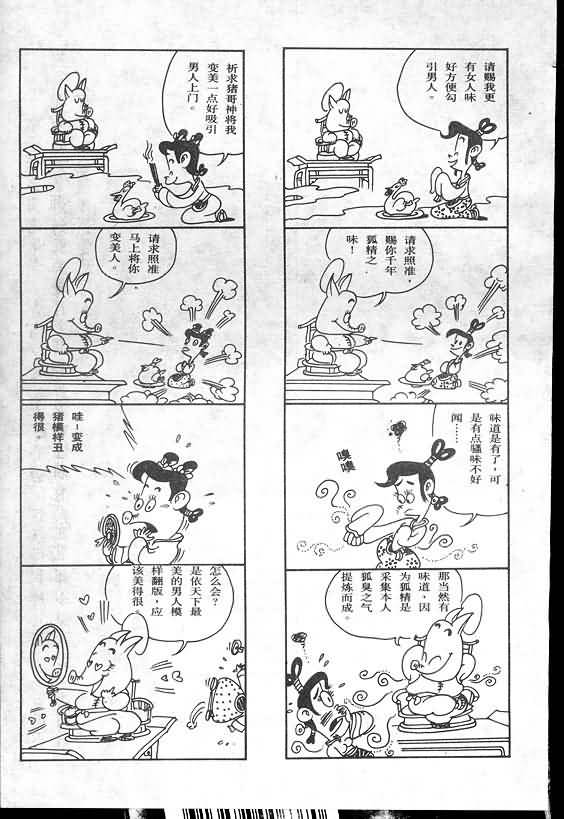 请赐我更
有女人味
好方便勾
引男人。
请求照准,
赐你千年
狐精之
味!
味道是有了,可
是有点骚味不好
闻……
嗅嗅
那当然有
味道,因
为狐精是
采集本人
狐臭之气
提炼而成。
祈求猪哥神将我
变美一点好吸引
男人上门。
请求照准,
马上将你
变美人。
哇!变成
猪模样丑
得很。
怎么会?
是依天下最
美的男人模
样翻版,应
该美得很。